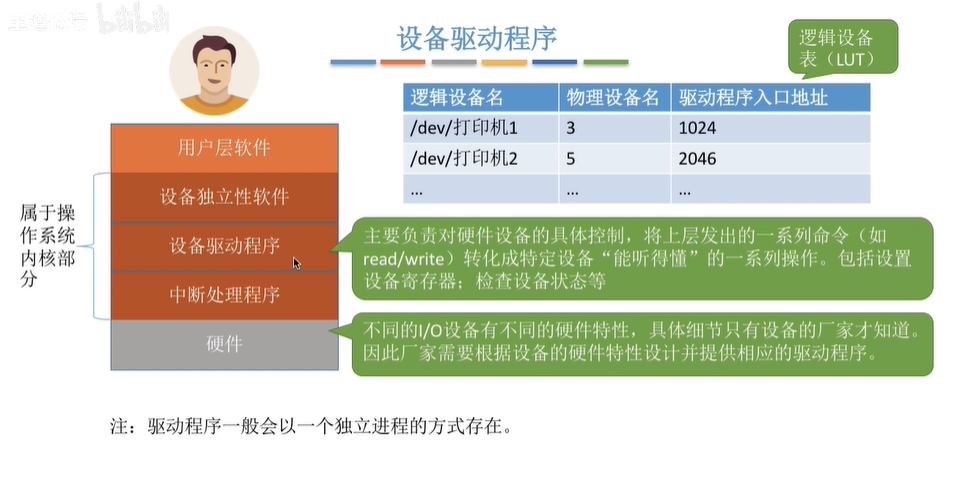 bilibili
设备驱动程序
逻辑设备
表（LUT）
逻辑设备名 物理设备名 驱动程序入口地址
/dev/打印机1 3 1024
/dev/打印机2 5 2046
... ... ...
用户层软件
设备独立性软件
设备驱动程序
中断处理程序
硬件
属于操
作系统
内核部
分
主要负责对硬件设备的具体控制，将上层发出的一系列命令（如
read/write）转化成特定设备“能听得懂”的一系列操作。包括设置
设备寄存器；检查设备状态等
不同的I/O设备有不同的硬件特性，具体细节只有设备的厂家才知道。
因此厂家需要根据设备的硬件特性设计并提供相应的驱动程序。
注：驱动程序一般会以一个独立进程的方式存在。